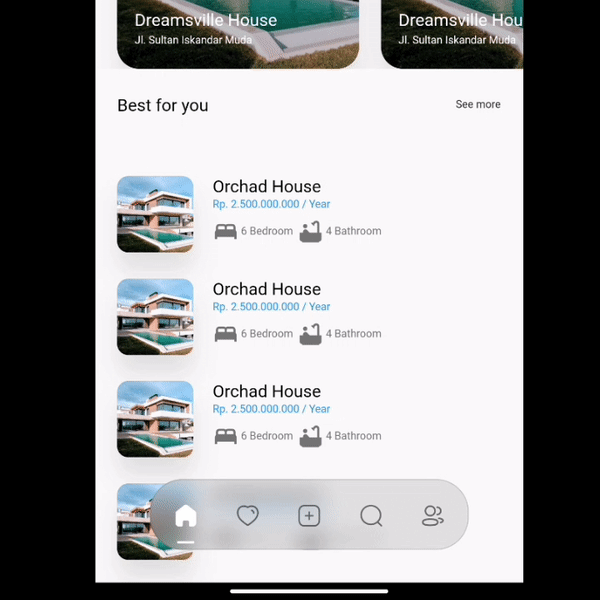 Dreamsville House
Jl. Sultan Iskandar Muda
Dreamsville Hou
Jl. Sultan Iskandar Mu
Best for you
See more
Orchad House
Rp. 2.500.000.000 / Year
6 Bedroom
4 Bathroom
Orchad House
Rp. 2.500.000.000 / Year
6 Bedroom
4 Bathroom
Orchad House
Rp. 2.500.000.000 / Year
6 Bedroom
4 Bathroom